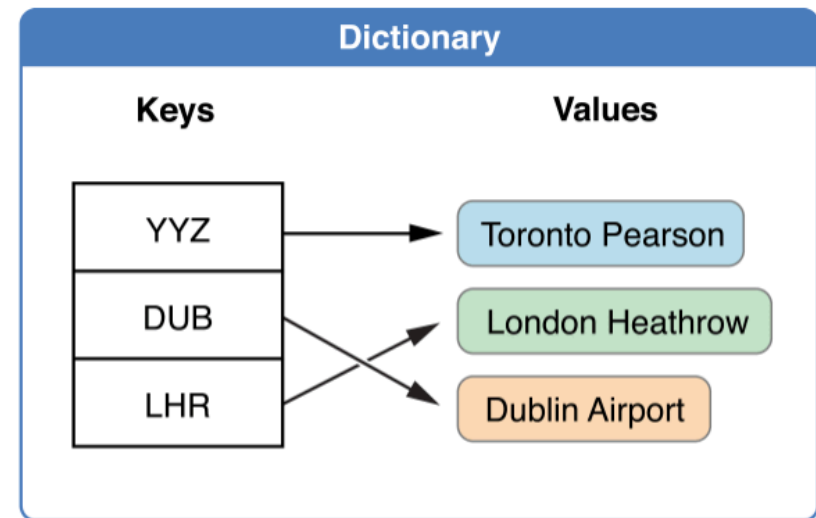 Dictionary
Keys
Values
YYZ
Toronto Pearson
DUB
London Heathrow
LHR
Dublin Airport